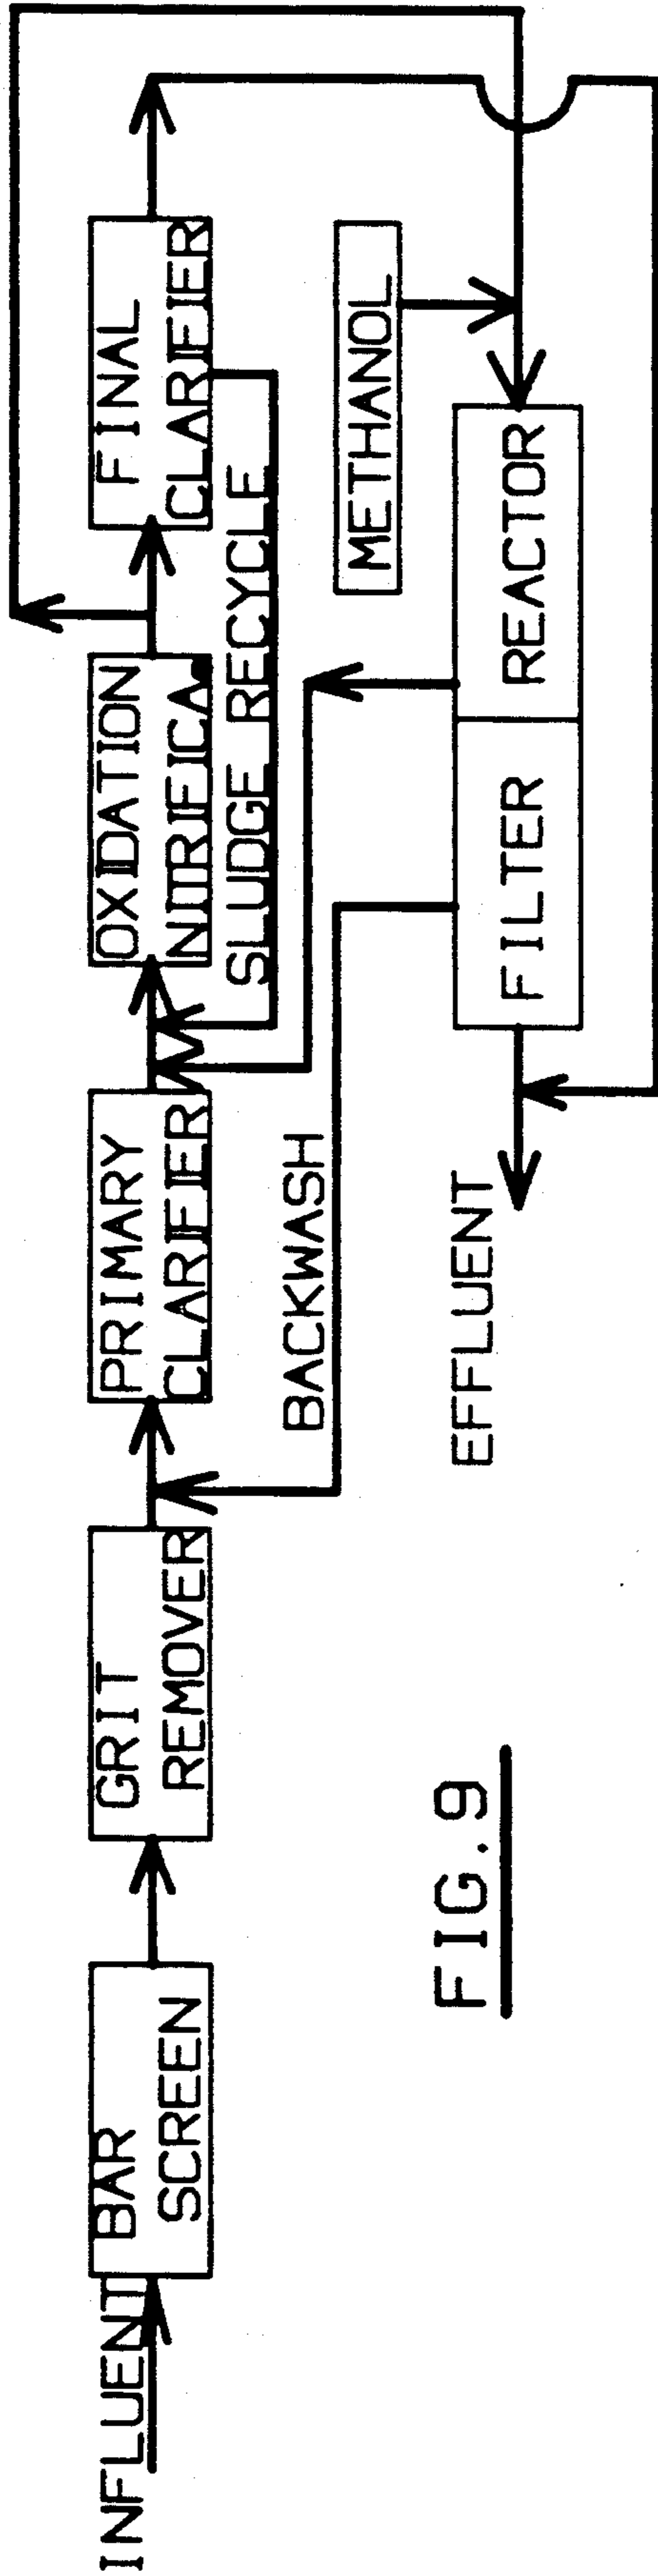 INFLUENT
BAR
SCREEN
GRIT
REMOVER
PRIMARY
CLARIFIER
OXIDATION
NITRIFICA
FINAL
CLARIFIER
SLUDGE RECYCLE
BACKWASH
METHANOL
EFFLUENT
FILTER
REACTOR
FIG. 9